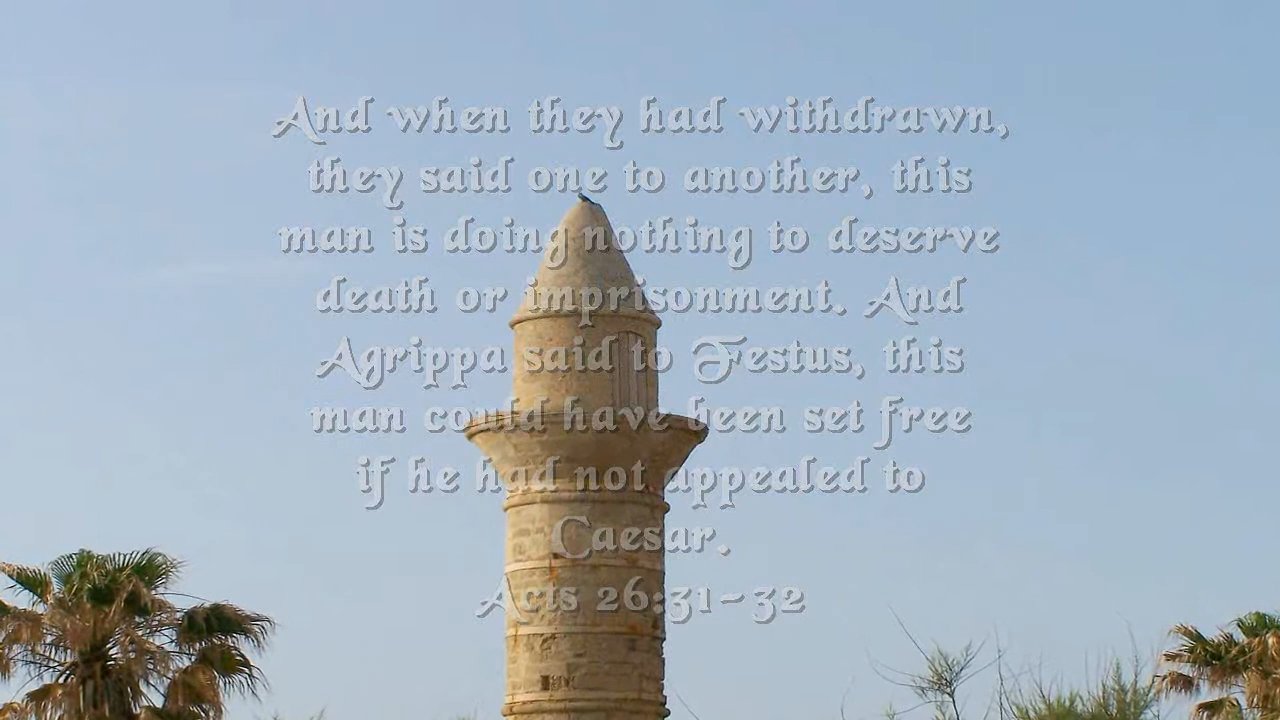 And when they had withdrawn,
they said one to another, this
man is doing nothing to deserve
death or imprisonment. And
Agrippa said to Festus, this
man could have been set free
if he had not appealed to
Caesar.
Acts 26:31-32